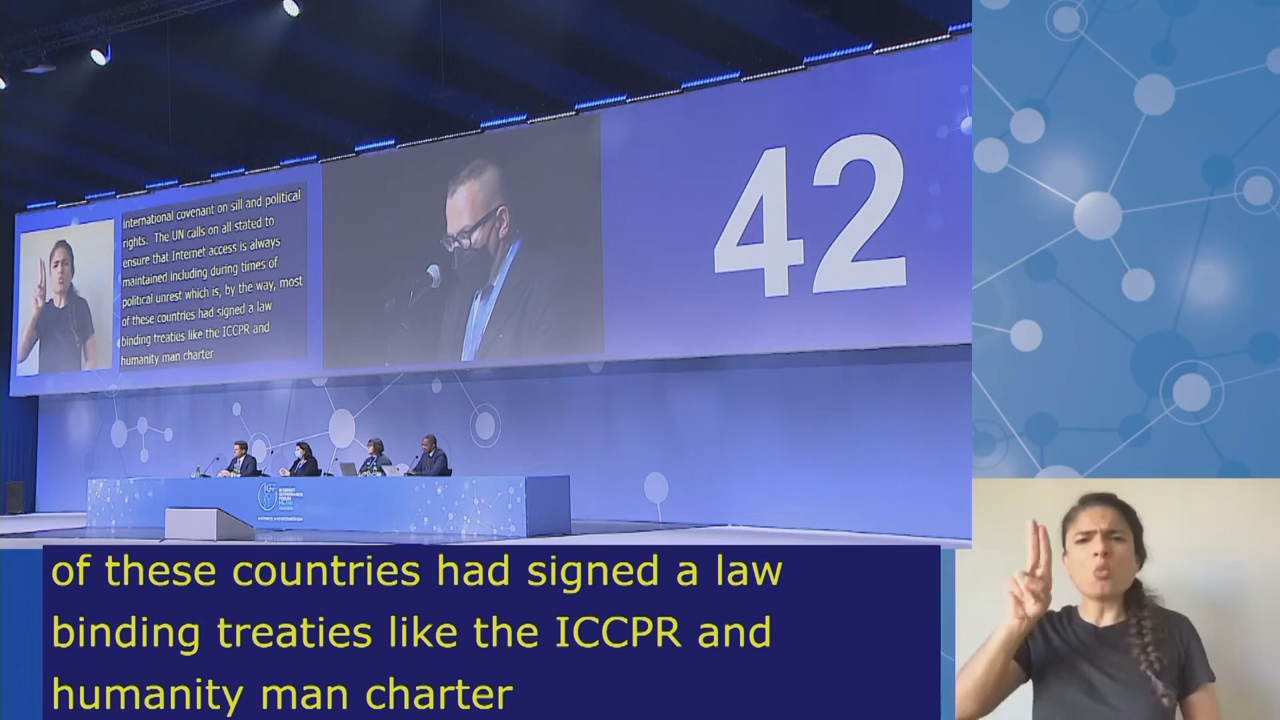 international covenant on sill and political
rights. The UN calls on all stated to
ensure that Internet access is always
maintained including during times of
political unrest which is, by the way, most
of these countries had signed a law
binding treaties like the ICCPR and
humanity man charter
42
INTERNET
GOVERNANCE
FORUM
of these countries had signed a law
binding treaties like the ICCPR and
humanity man charter